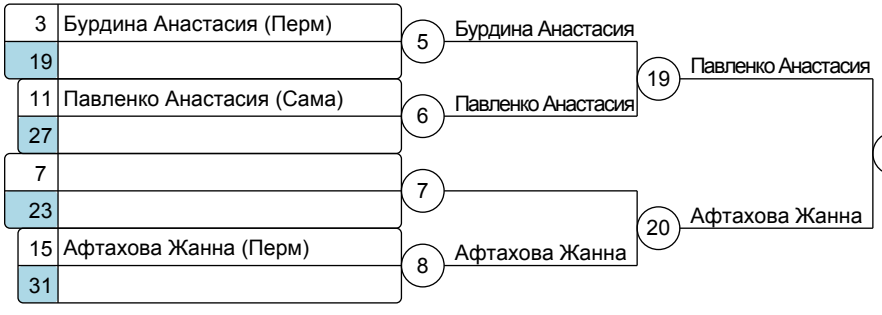 3 Бурдина Анастасия (Перм)
19
5 Бурдина Анастасия
11 Павленко Анастасия (Сама)
27
6 Павленко Анастасия
19 Павленко Анастасия
7
23
7
15 Афтахова Жанна (Перм)
31
8 Афтахова Жанна
20 Афтахова Жанна